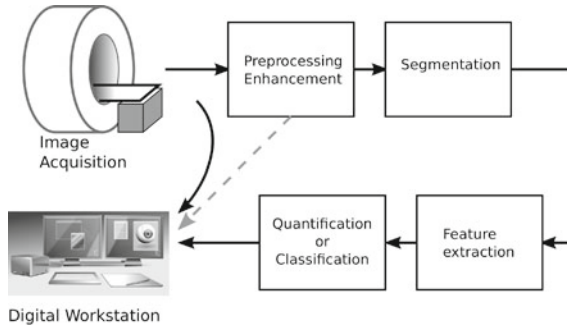 Preprocessing
Enhancement
Segmentation
Image
Acquisition
Quantification
or
Classification
Feature
extraction
Digital Workstation